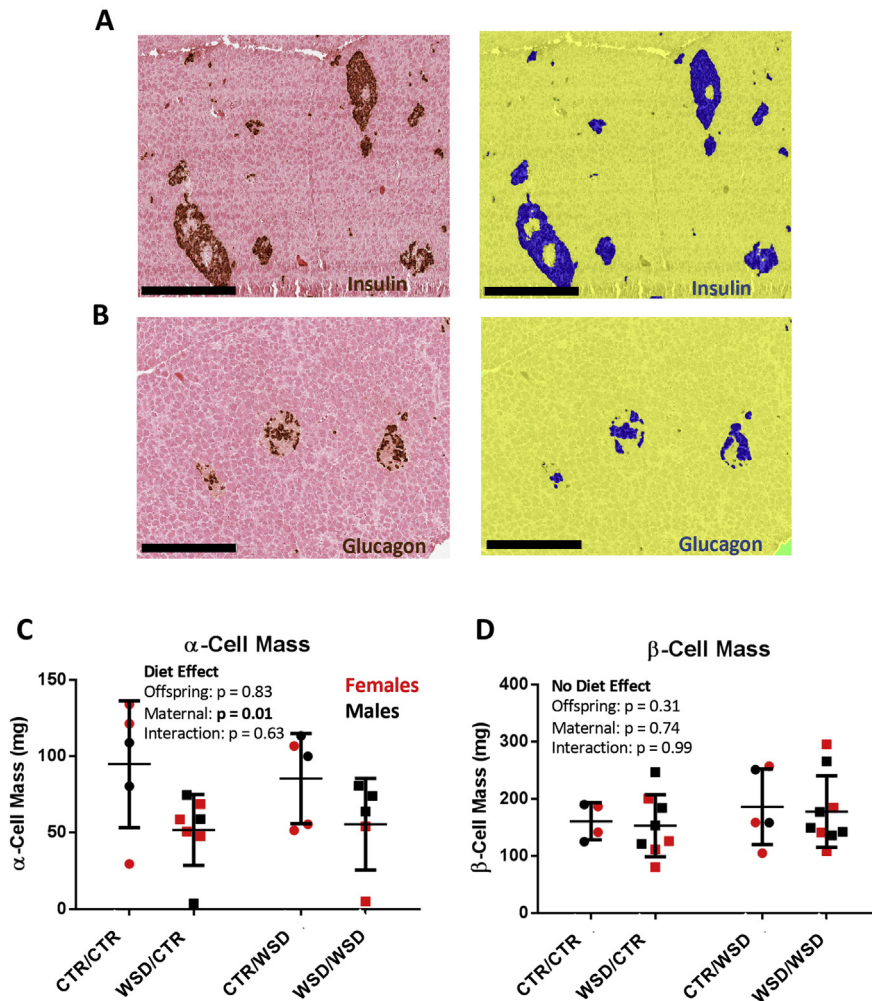 A
Insulin
Insulin
B
Glucagon
Glucagon
C
α-Cell Mass
α-Cell Mass (mg)
150
100
50
0
Diet Effect
Offspring: p = 0.83
Maternal: p = 0.01
Interaction: p = 0.63
Females
Males
CTR/CTR
WSD/CTR
CTR/WSD
WSD/WSD
D
β-Cell Mass
β-Cell Mass (mg)
400
300
200
100
0
No Diet Effect
Offspring: p = 0.31
Maternal: p = 0.74
Interaction: p = 0.99
CTR/CTR
WSD/CTR
CTR/WSD
WSD/WSD